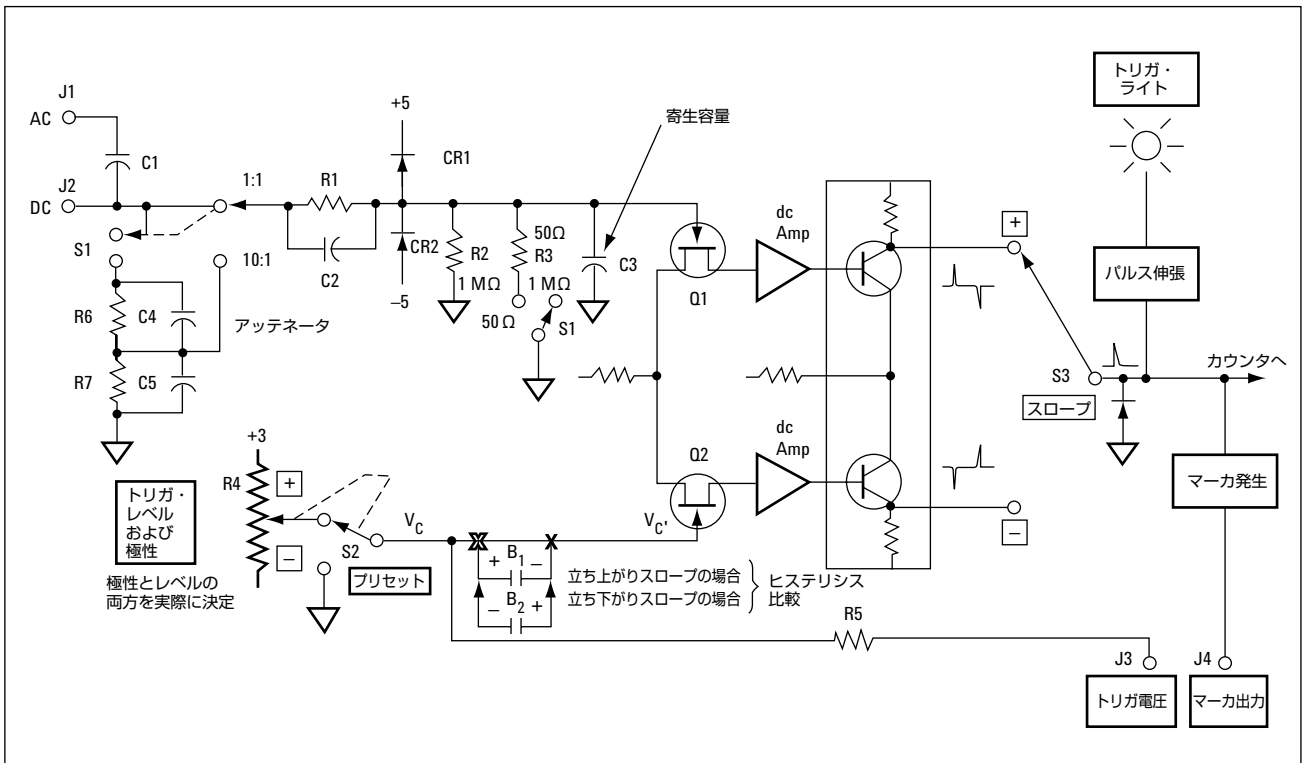 J1
AC
C1
J2
DC
1:1
S1
10:1
R6
C4
R7
C5
アッテネータ
R1
C2
+5
CR1
CR2
–5
R2
1 MΩ
50Ω
R3
1 MΩ
50 Ω
S1
C3
寄生容量
Q1
dc
Amp
+
トリガ・
ライト
パルス伸張
カウンタへ
S3
スロープ
マーカ発生
–
Q2
dc
Amp
+3
R4
+
–
トリガ・
レベル
および
極性
極性とレベルの
両方を実際に決定
S2
プリセット
VC
VC'
+ B1 –
– B2 +
立ち上がりスロープの場合
立ち下がりスロープの場合
ヒステリシス
比較
R5
J3
トリガ電圧
J4
マーカ出力